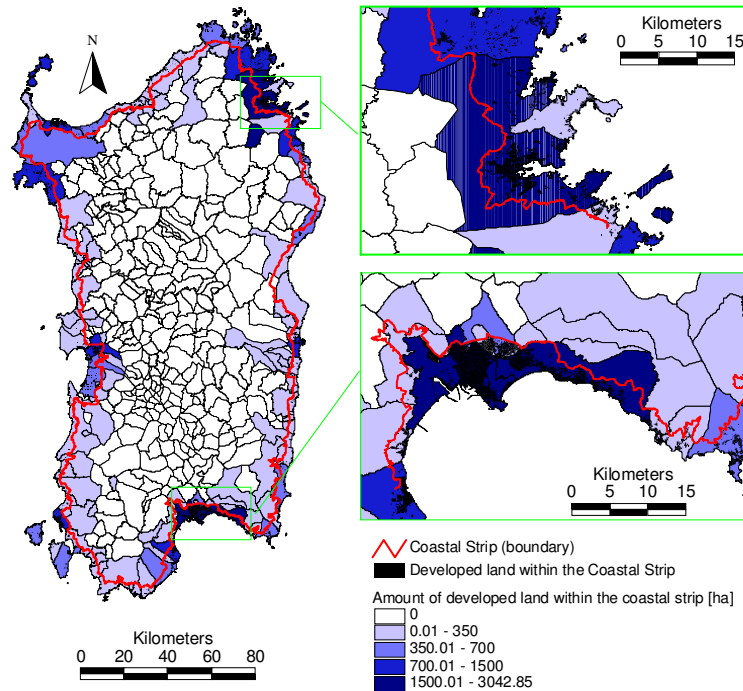 N
Kilometers
0 5 10 15
Kilometers
0 5 10 15
Kilometers
0 20 40 60 80
Coastal Strip (boundary)
Developed land within the Coastal Strip
Amount of developed land within the coastal strip [ha]
0
0.01 - 350
350.01 - 700
700.01 - 1500
1500.01 - 3042.85